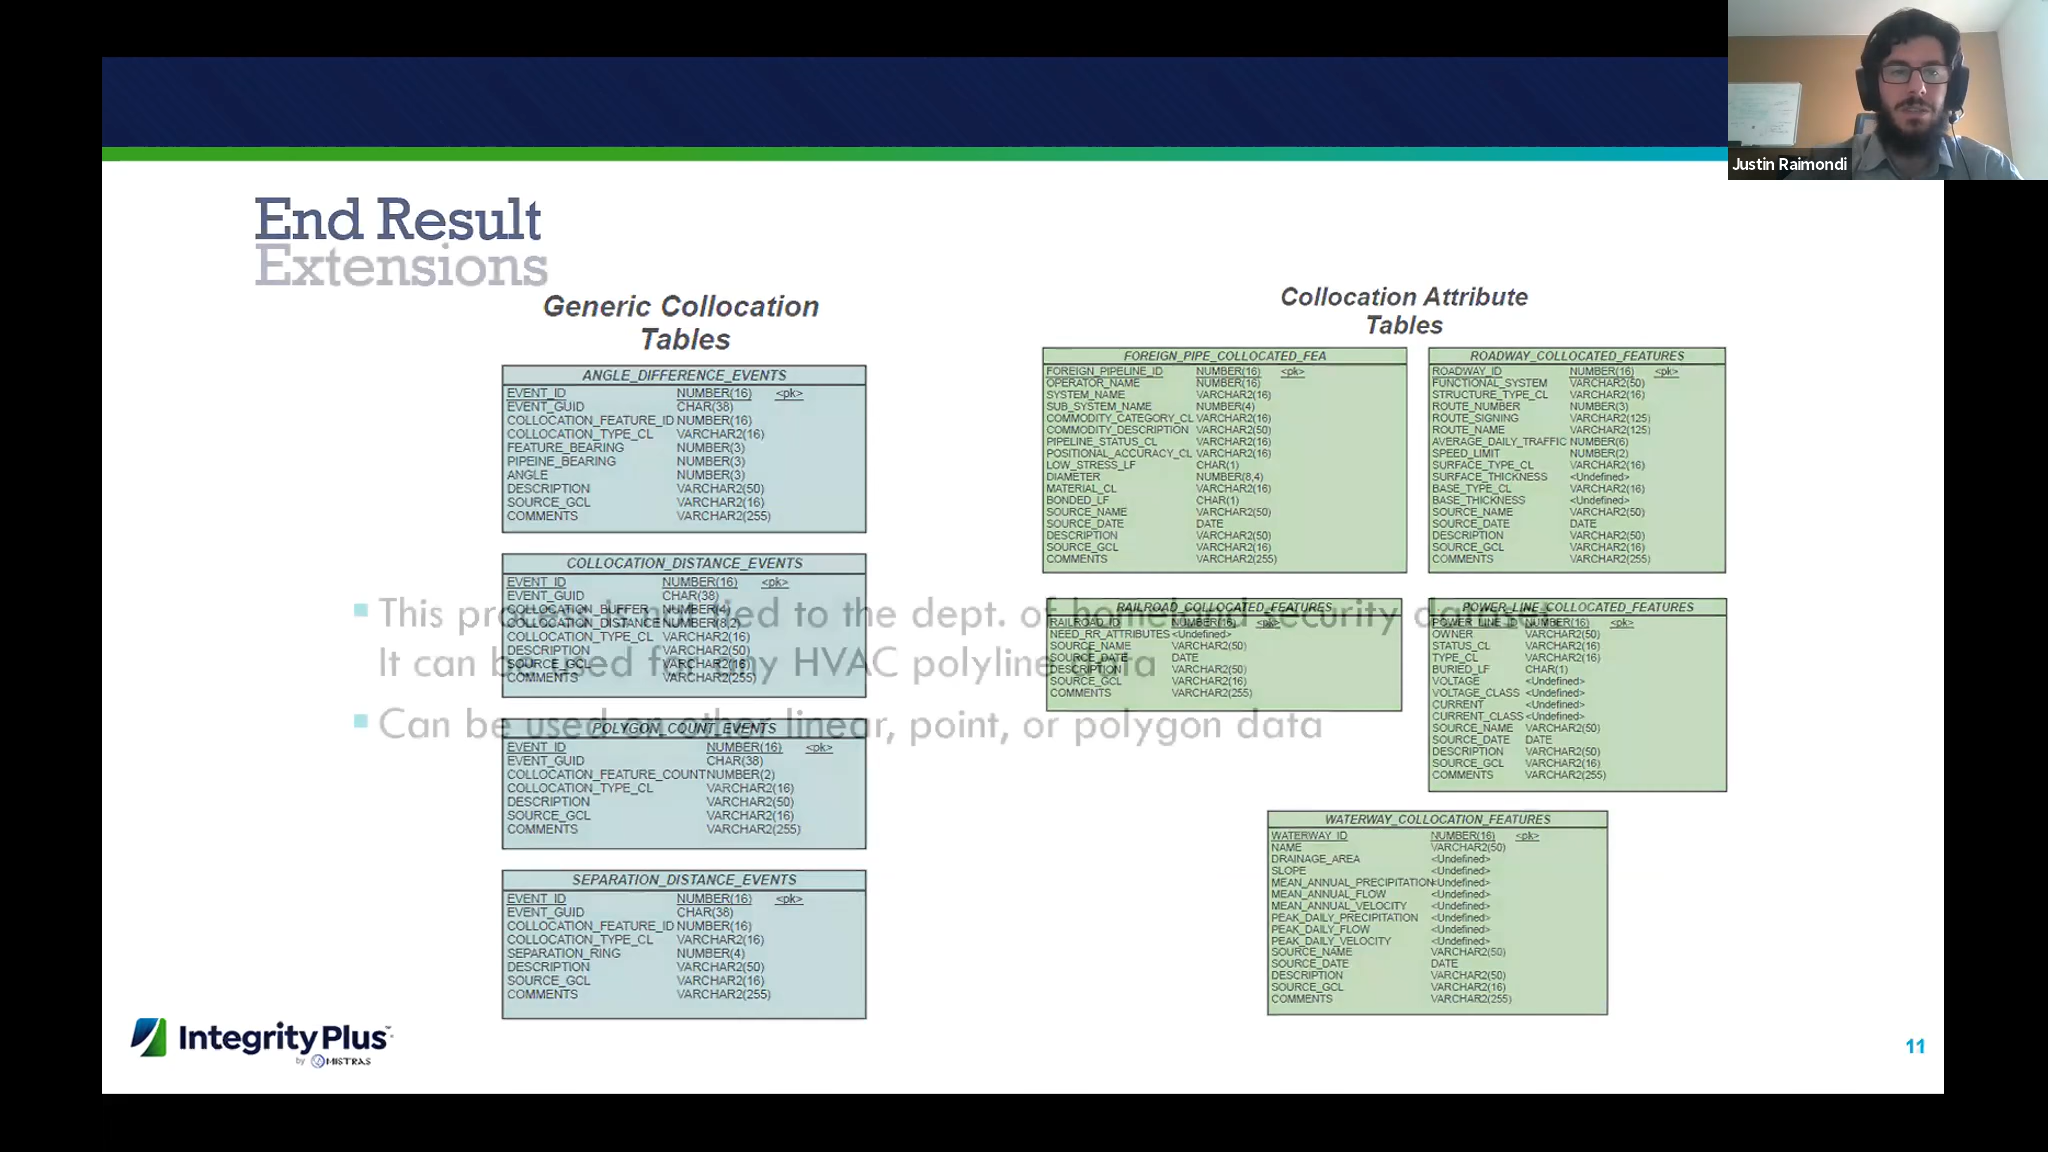 Justin Raimondi
End Result
Extensions
Generic Collocation
Tables
ANGLE_DIFFERENCE_EVENTS
EVENT_ID NUMBER(16) <pk>
EVENT_GUID CHAR(38)
COLLOCATION_FEATURE_ID NUMBER(16)
COLLOCATION_TYPE_CL VARCHAR2(16)
FEATURE_BEARING NUMBER(3)
PIPEINE_BEARING NUMBER(3)
ANGLE NUMBER(3)
DESCRIPTION VARCHAR2(50)
SOURCE_GCL VARCHAR2(16)
COMMENTS VARCHAR2(255)
COLLOCATION_DISTANCE_EVENTS
EVENT_ID NUMBER(16) <pk>
EVENT_GUID CHAR(38)
COLLOCATION_BUFFER NUMBER(4)
COLLOCATION_DISTANCE NUMBER(8,2)
COLLOCATION_TYPE_CL VARCHAR2(16)
DESCRIPTION VARCHAR2(50)
SOURCE_GCL VARCHAR2(16)
COMMENTS VARCHAR2(255)
POLYGON_COUNT_EVENTS
EVENT_ID NUMBER(16) <pk>
EVENT_GUID CHAR(38)
COLLOCATION_FEATURE_COUNT NUMBER(2)
COLLOCATION_TYPE_CL VARCHAR2(16)
DESCRIPTION VARCHAR2(50)
SOURCE_GCL VARCHAR2(16)
COMMENTS VARCHAR2(255)
SEPARATION_DISTANCE_EVENTS
EVENT_ID NUMBER(16) <pk>
EVENT_GUID CHAR(38)
COLLOCATION_FEATURE_ID NUMBER(16)
COLLOCATION_TYPE_CL VARCHAR2(16)
SEPARATION_RING NUMBER(4)
DESCRIPTION VARCHAR2(50)
SOURCE_GCL VARCHAR2(16)
COMMENTS VARCHAR2(255)
Collocation Attribute
Tables
FOREIGN_PIPE_COLLOCATED_FEA
FOREIGN_PIPELINE_ID NUMBER(16) <pk>
OPERATOR_NAME NUMBER(16)
SYSTEM_NAME VARCHAR2(16)
SUB_SYSTEM_NAME NUMBER(4)
COMMODITY_CATEGORY_CL VARCHAR2(16)
COMMODITY_DESCRIPTION VARCHAR2(50)
PIPELINE_STATUS_CL VARCHAR2(16)
POSITIONAL_ACCURACY_CL VARCHAR2(16)
LOW_STRESS_LF CHAR(1)
DIAMETER NUMBER(8,4)
MATERIAL_CL VARCHAR2(16)
BONDED_LF CHAR(1)
SOURCE_NAME VARCHAR2(50)
SOURCE_DATE DATE
DESCRIPTION VARCHAR2(50)
SOURCE_GCL VARCHAR2(16)
COMMENTS VARCHAR2(255)
ROADWAY_COLLOCATED_FEATURES
ROADWAY_ID NUMBER(16) <pk>
FUNCTIONAL_SYSTEM VARCHAR2(50)
STRUCTURE_TYPE_CL VARCHAR2(16)
ROUTE_NUMBER NUMBER(3)
ROUTE_SIGNING VARCHAR2(125)
ROUTE_NAME VARCHAR2(125)
AVERAGE_DAILY_TRAFFIC NUMBER(6)
SPEED_LIMIT NUMBER(2)
SURFACE_TYPE_CL VARCHAR2(16)
SURFACE_THICKNESS <Undefined>
BASE_TYPE_CL VARCHAR2(16)
BASE_THICKNESS <Undefined>
SOURCE_NAME VARCHAR2(50)
SOURCE_DATE DATE
DESCRIPTION VARCHAR2(50)
SOURCE_GCL VARCHAR2(16)
COMMENTS VARCHAR2(255)
RAILROAD_COLLOCATED_FEATURES
RAILROAD_ID NUMBER(16) <pk>
NEED_RR_ATTRIBUTES <Undefined>
SOURCE_NAME VARCHAR2(50)
SOURCE_DATE DATE
DESCRIPTION VARCHAR2(50)
SOURCE_GCL VARCHAR2(16)
COMMENTS VARCHAR2(255)
POWER_LINE_COLLOCATED_FEATURES
POWER_LINE_ID NUMBER(16) <pk>
OWNER VARCHAR2(50)
STATUS_CL VARCHAR2(16)
TYPE_CL VARCHAR2(16)
BURIED_LF CHAR(1)
VOLTAGE <Undefined>
VOLTAGE_CLASS <Undefined>
CURRENT <Undefined>
CURRENT_CLASS <Undefined>
SOURCE_NAME VARCHAR2(50)
SOURCE_DATE DATE
DESCRIPTION VARCHAR2(50)
SOURCE_GCL VARCHAR2(16)
COMMENTS VARCHAR2(255)
WATERWAY_COLLOCATION_FEATURES
WATERWAY_ID NUMBER(16) <pk>
NAME VARCHAR2(50)
DRAINAGE_AREA <Undefined>
SLOPE <Undefined>
MEAN_ANNUAL_PRECIPITATION <Undefined>
MEAN_ANNUAL_FLOW <Undefined>
MEAN_ANNUAL_VELOCITY <Undefined>
PEAK_DAILY_PRECIPITATION <Undefined>
PEAK_DAILY_FLOW <Undefined>
PEAK_DAILY_VELOCITY <Undefined>
SOURCE_NAME VARCHAR2(50)
SOURCE_DATE DATE
DESCRIPTION VARCHAR2(50)
SOURCE_GCL VARCHAR2(16)
COMMENTS VARCHAR2(255)
This process tied to the dept. of homeland security
It can be used for any HVAC polyline data
Can be used on other linear, point, or polygon data
IntegrityPlus™
by MISTRAS
11